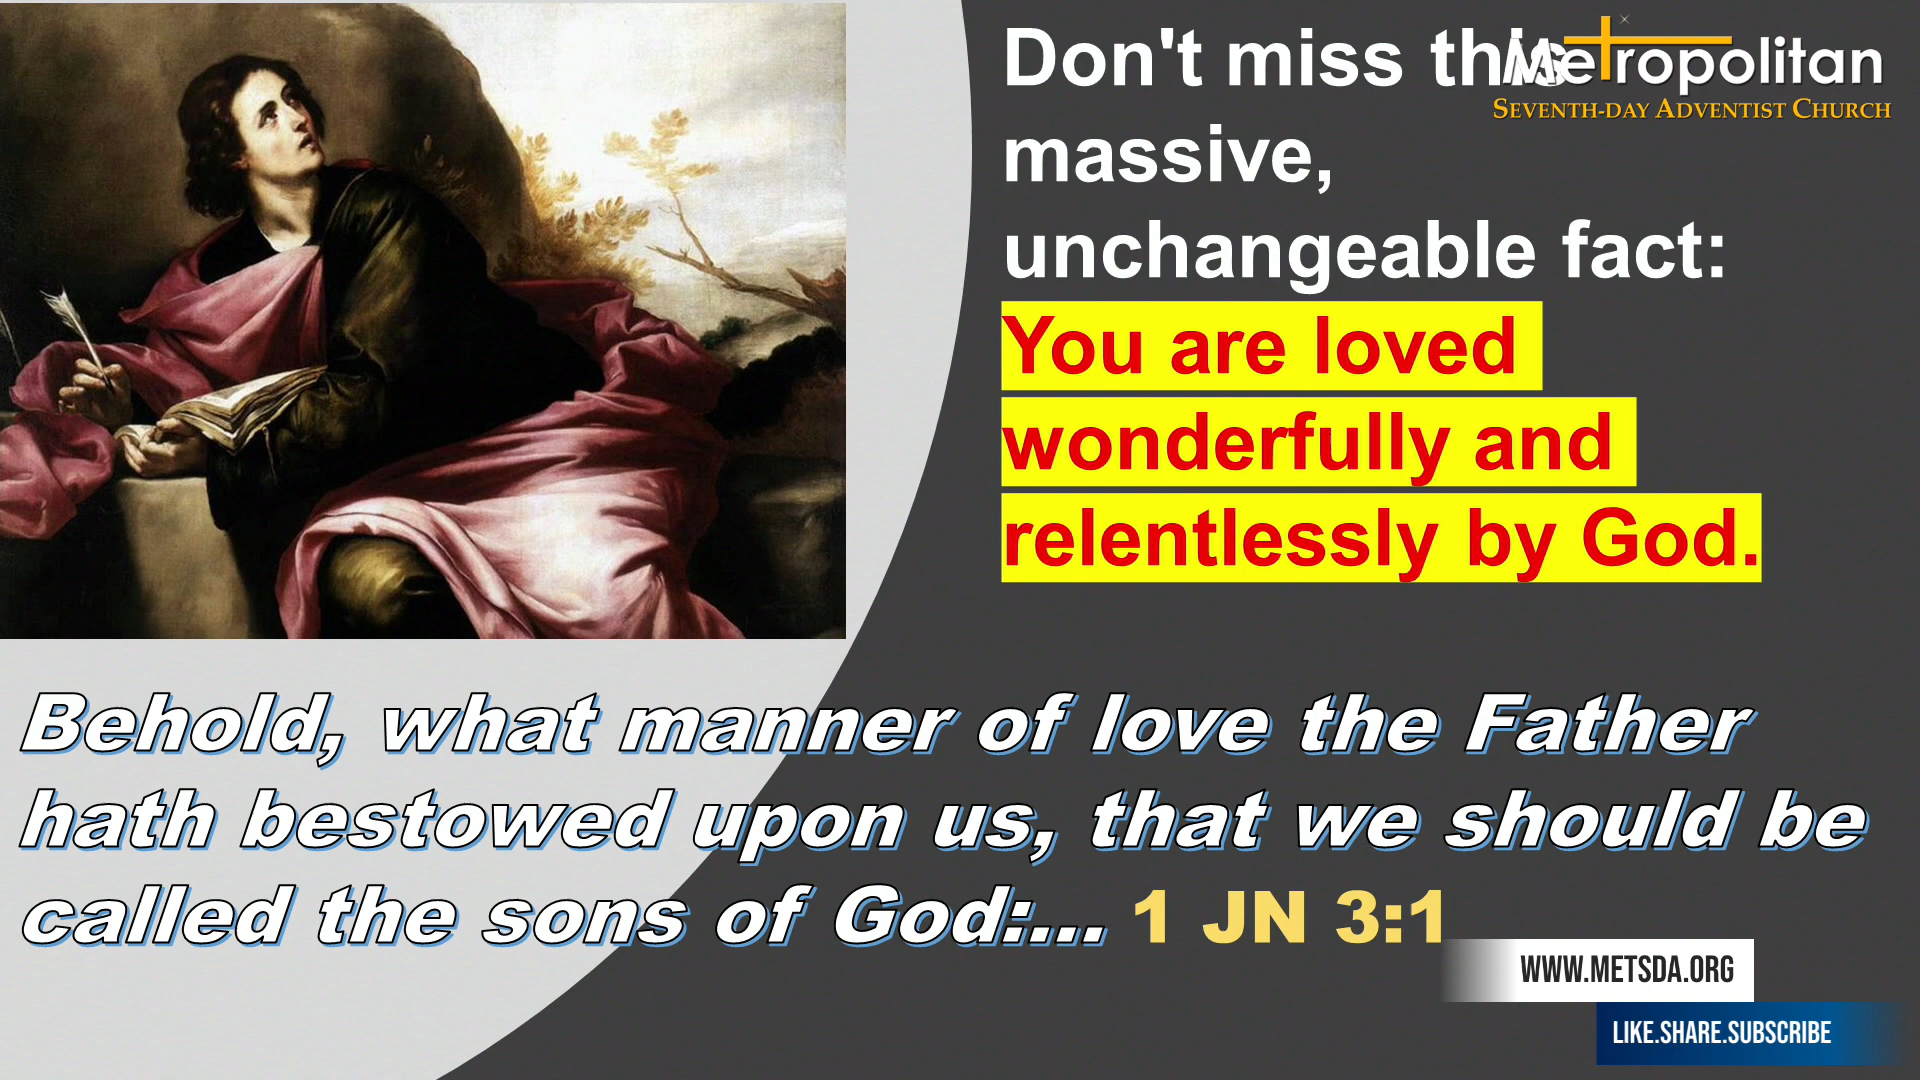 Don't miss this
Metropolitan
SEVENTH-DAY ADVENTIST CHURCH
massive,
unchangeable fact:
You are loved
wonderfully and
relentlessly by God.
Behold, what manner of love the Father
hath bestowed upon us, that we should be
called the sons of God:... 1 JN 3:1
WWW.METSDA.ORG
LIKE.SHARE.SUBSCRIBE